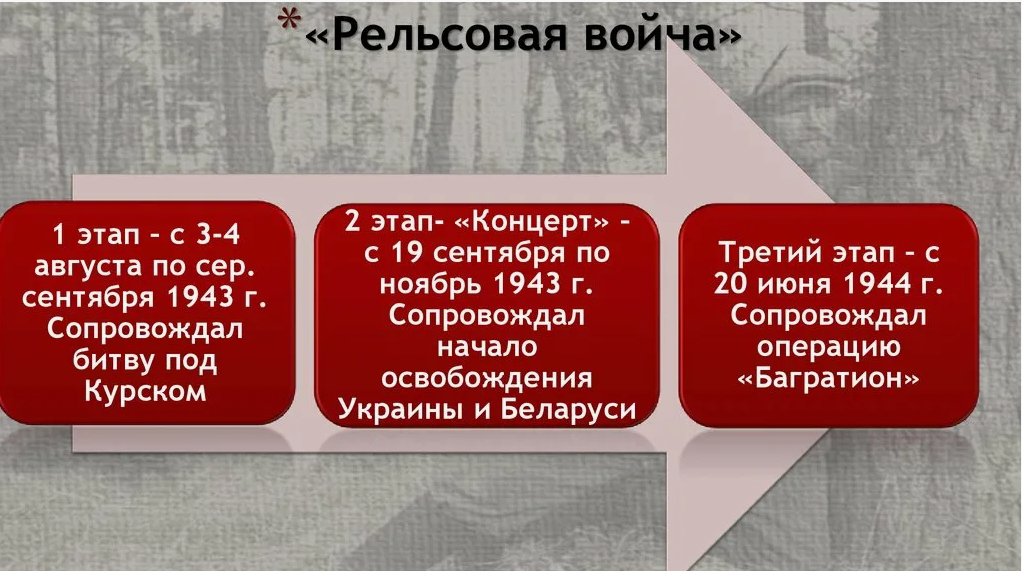 *«Рельсовая война»
1 этап - с 3-4
августа по сер.
сентября 1943 г.
Сопровождал
битву под
Курском
2 этап- «Концерт» -
с 19 сентября по
ноябрь 1943 г.
Сопровождал
начало
освобождения
Украины и Беларуси
Третий этап - с
20 июня 1944 г.
Сопровождал
операцию
«Багратион»